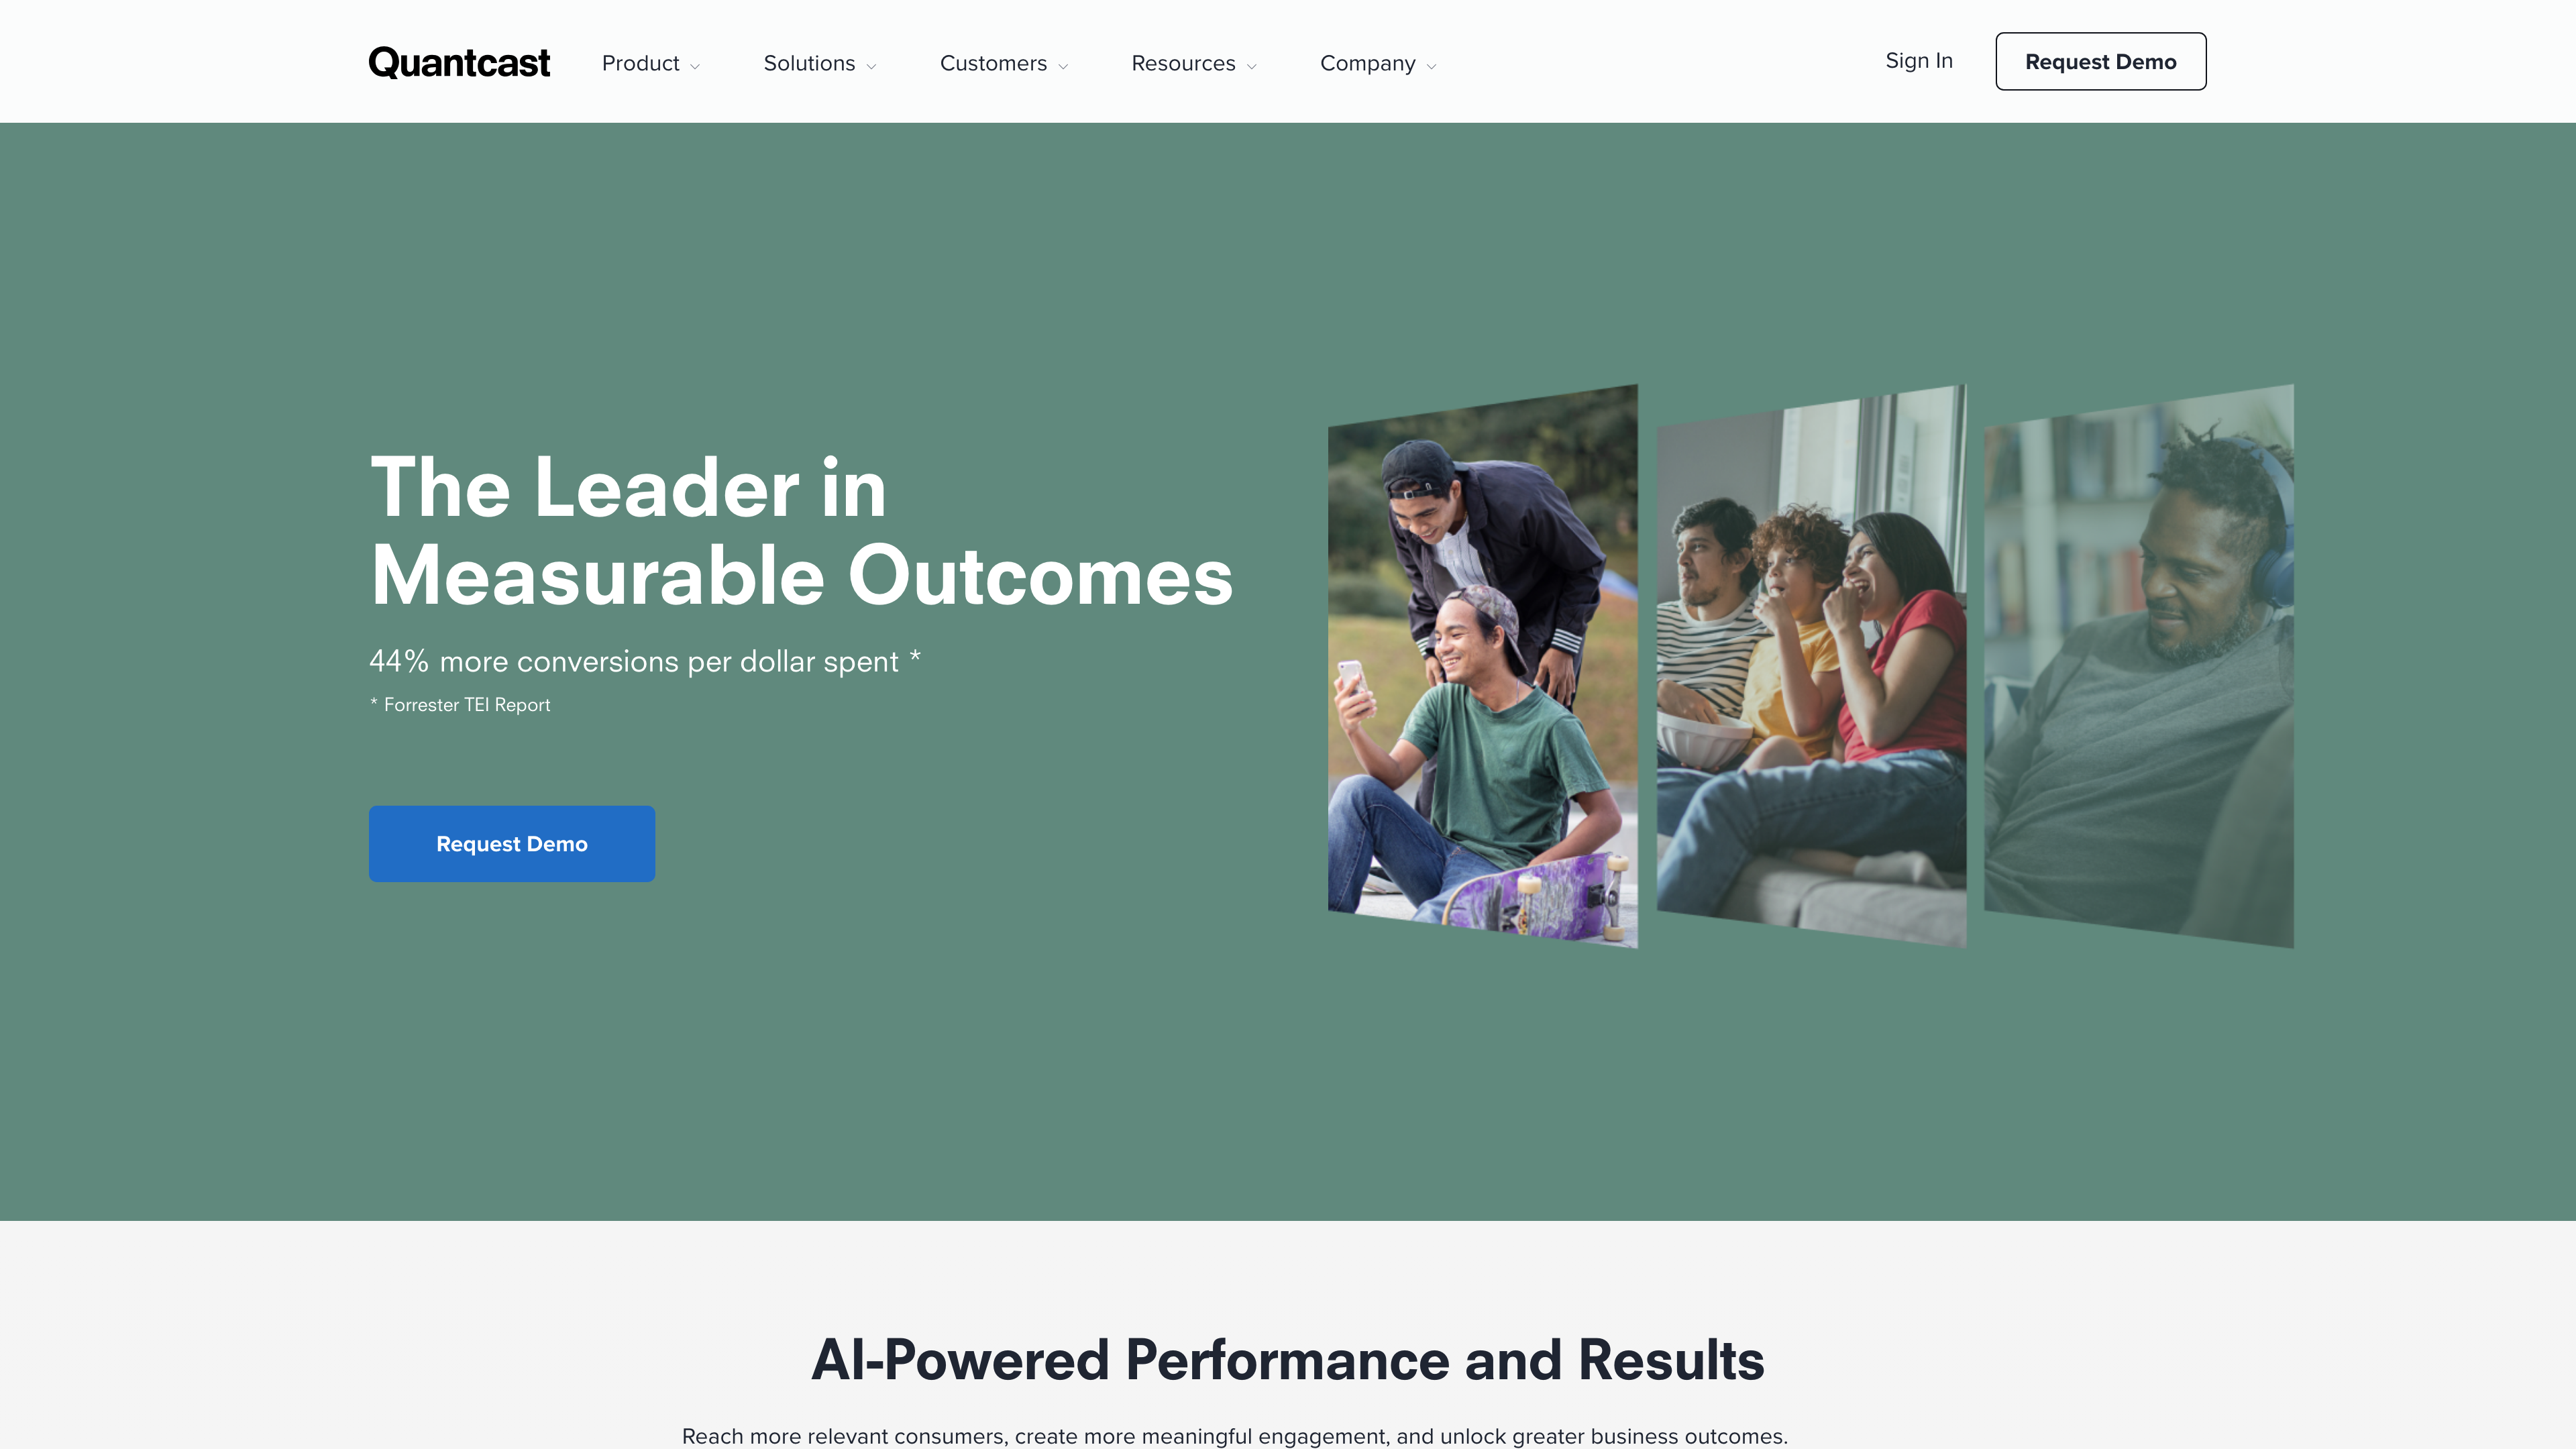 Quantcast
Product
Solutions
Customers
Resources
Company
Sign In
Request Demo
The Leader in
Measurable Outcomes
44% more conversions per dollar spent *
* Forrester TEI Report
Request Demo
AI-Powered Performance and Results
Reach more relevant consumers, create more meaningful engagement, and unlock greater business outcomes.